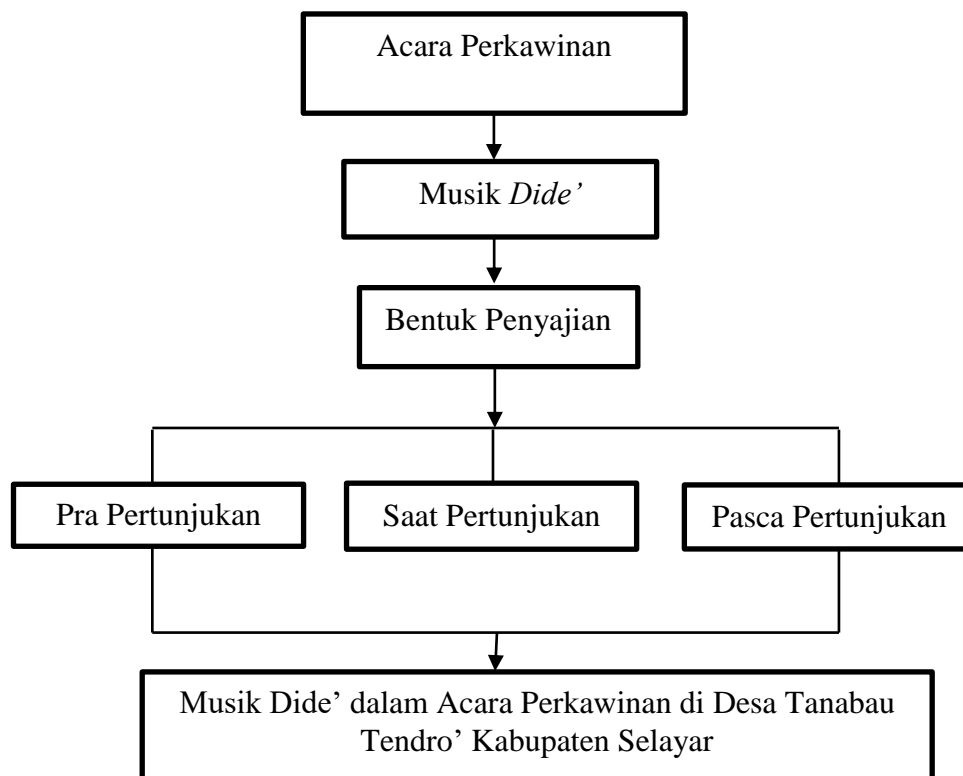 Acara Perkawinan
Musik Dide’
Bentuk Penyajian
Pra Pertunjukan
Saat Pertunjukan
Pasca Pertunjukan
Musik Dide’ dalam Acara Perkawinan di Desa Tanabau
Tendro’ Kabupaten Selayar